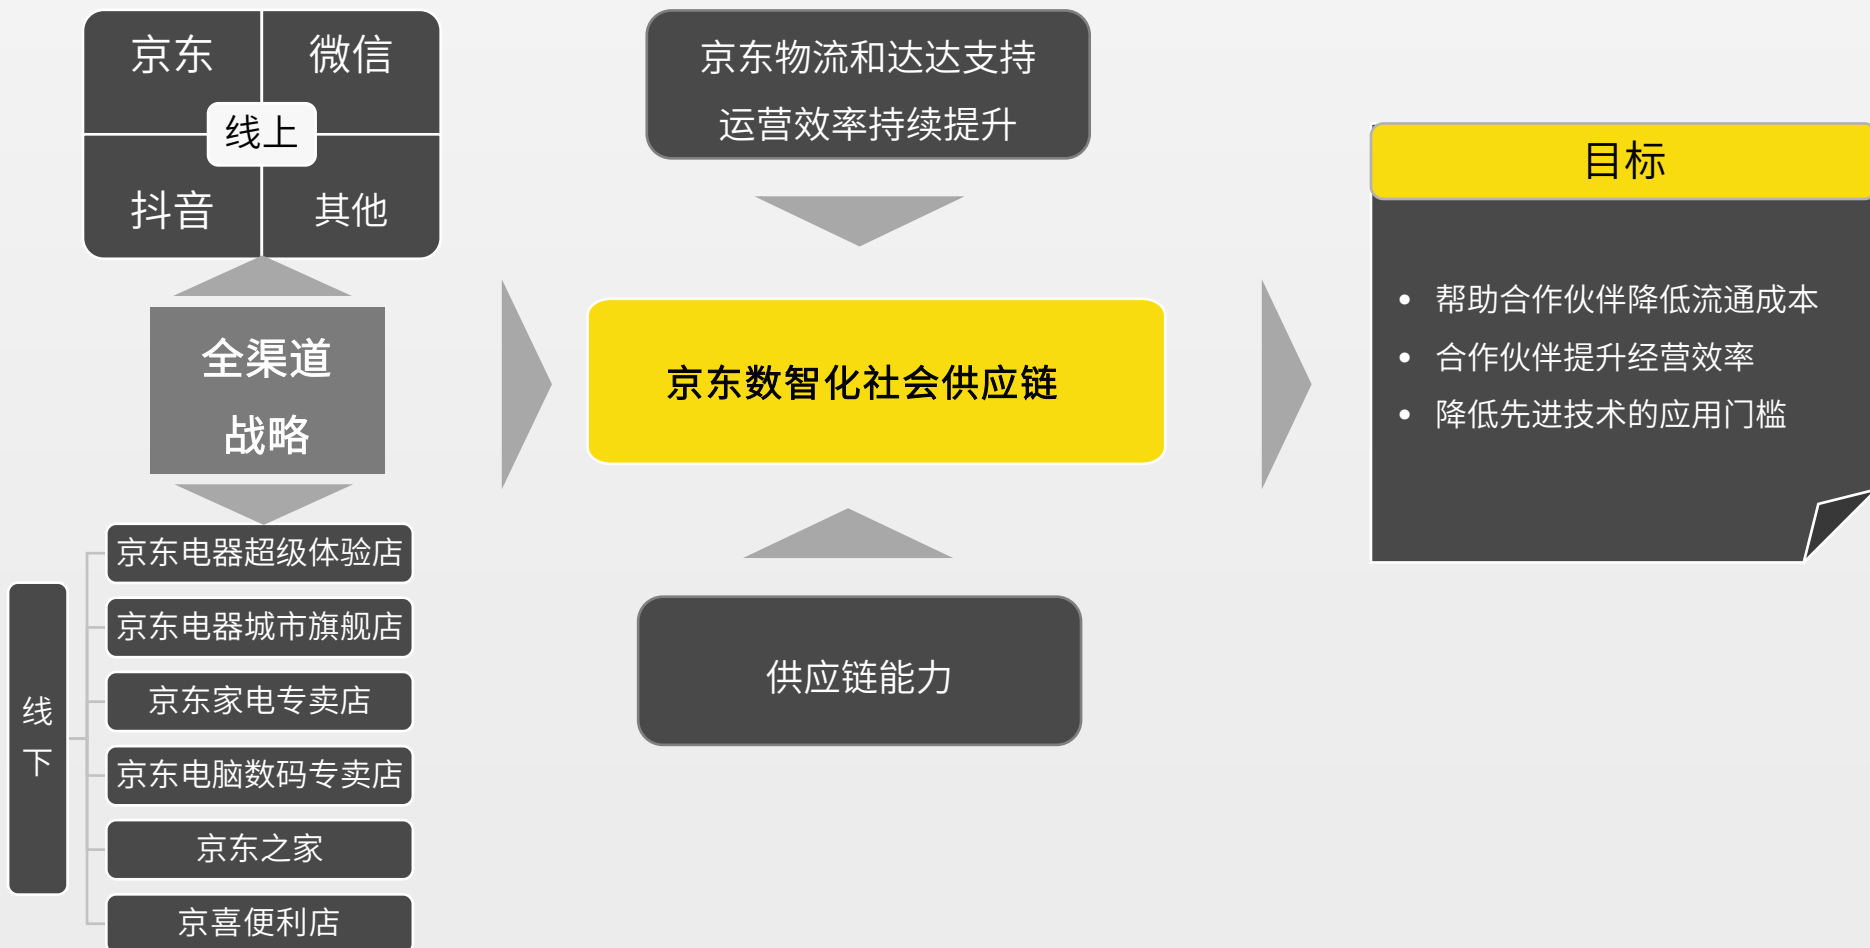 京东
微信
线上
抖音
其他
全渠道
战略
线
下
京东电器超级体验店
京东电器城市旗舰店
京东家电专卖店
京东电脑数码专卖店
京东之家
京喜便利店
京东物流和达达支持
运营效率持续提升
京东数智化社会供应链
供应链能力
目标
• 帮助合作伙伴降低流通成本
• 合作伙伴提升经营效率
• 降低先进技术的应用门槛